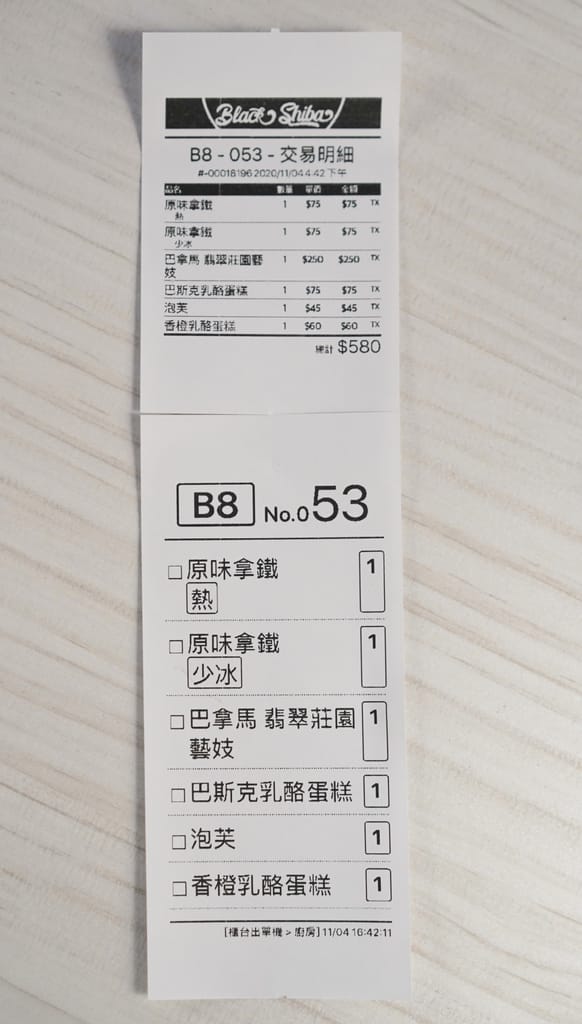 Black Shiba
B8 - 053 - 交易明細
#-00016196 2020/11/04 4:42 下午
品名 數量 單價 金額
原味拿鐵 1 $75 $75 TX
熱
原味拿鐵 1 $75 $75 TX
少冰
巴拿馬 翡翠莊園藝 1 $250 $250 TX
妓
巴斯克乳酪蛋糕 1 $75 $75 TX
泡芙 1 $45 $45 TX
香橙乳酪蛋糕 1 $60 $60 TX
總計 $580
B8 No.053
□ 原味拿鐵 1
熱
□ 原味拿鐵 1
少冰
□ 巴拿馬 翡翠莊園 1
藝妓
□ 巴斯克乳酪蛋糕 1
□ 泡芙 1
□ 香橙乳酪蛋糕 1
[櫃台出單機 > 廚房] 11/04 16:42:11